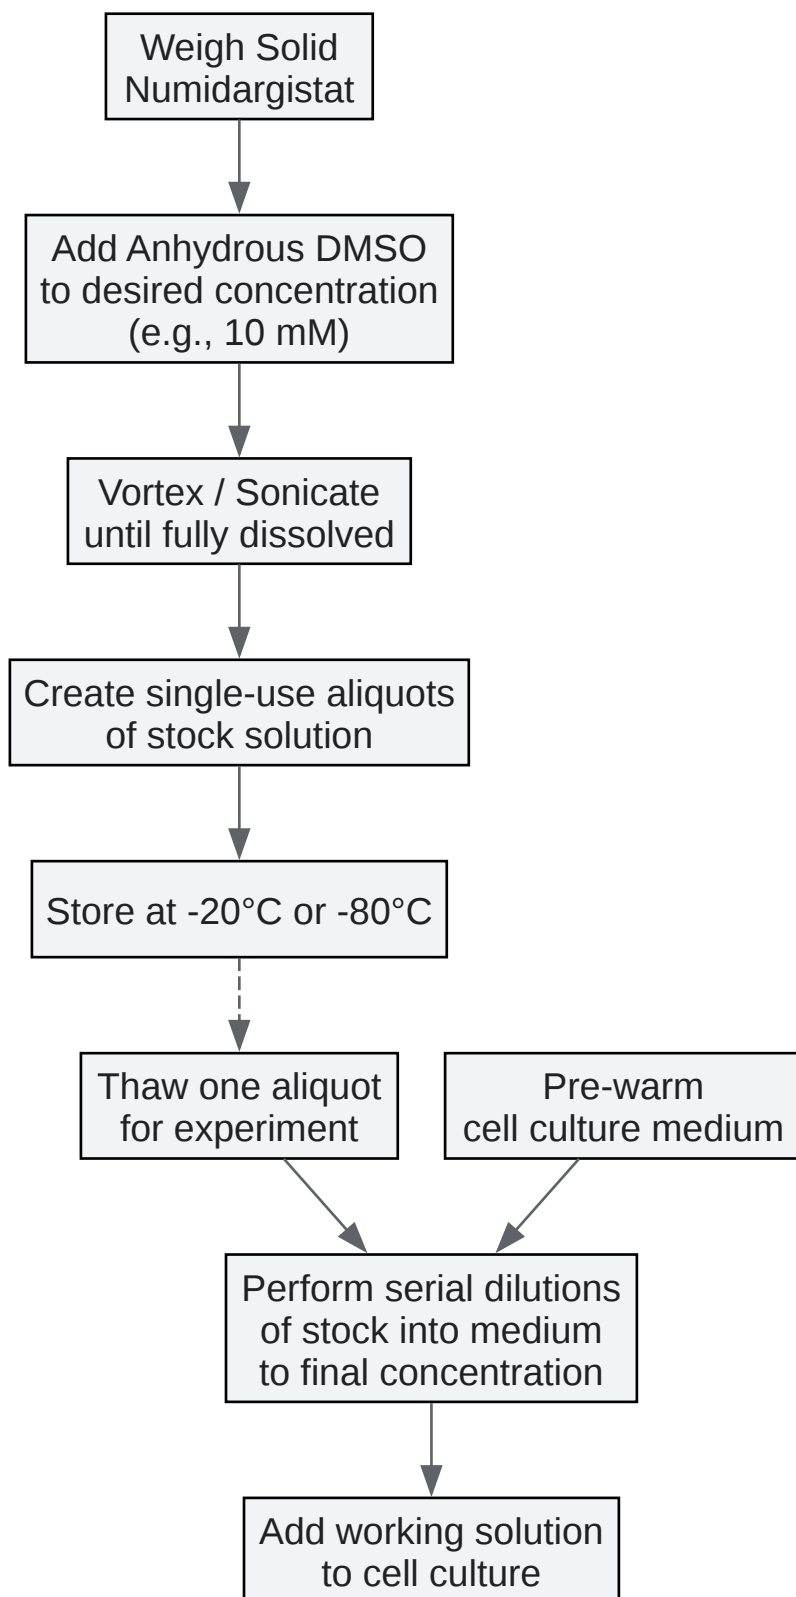 Weigh Solid
Numidargistat
Add Anhydrous DMSO
to desired concentration
(e.g., 10 mM)
Vortex / Sonicate
until fully dissolved
Create single-use aliquots
of stock solution
Store at -20°C or -80°C
Thaw one aliquot
for experiment
Pre-warm
cell culture medium
Perform serial dilutions
of stock into medium
to final concentration
Add working solution
to cell culture